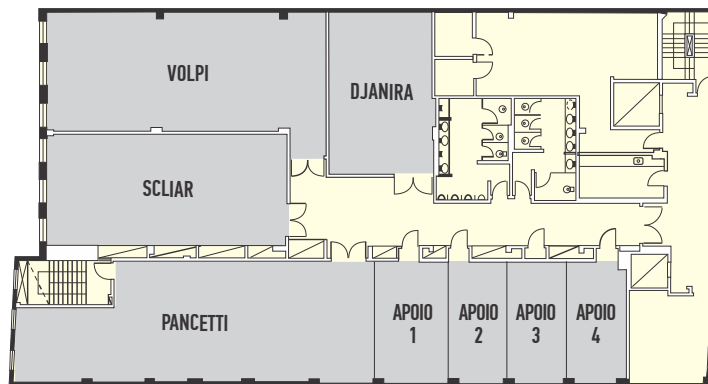 VOLPI
DJANIRA
SCLIAR
PANCETTI
APOIO
1
APOIO
2
APOIO
3
APOIO
4